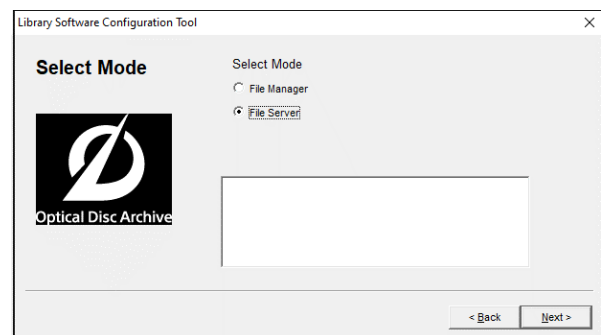 Library Software Configuration Tool
Select Mode
Select Mode
File Manager
File Server
Optical Disc Archive
< Back
Next >